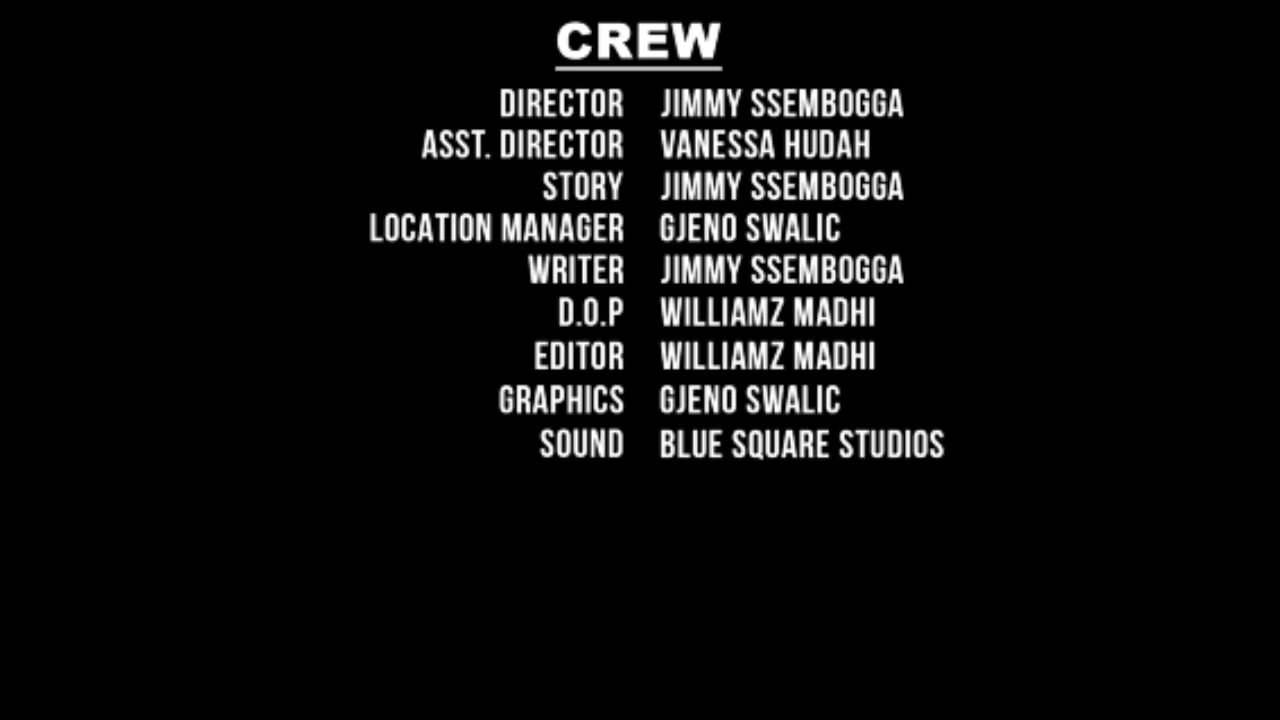 CREW
DIRECTOR JIMMY SSEMBOGGA
ASST. DIRECTOR VANESSA HUDAH
STORY JIMMY SSEMBOGGA
LOCATION MANAGER GJENO SWALIC
WRITER JIMMY SSEMBOGGA
D.O.P WILLIAMZ MADHI
EDITOR WILLIAMZ MADHI
GRAPHICS GJENO SWALIC
SOUND BLUE SQUARE STUDIOS